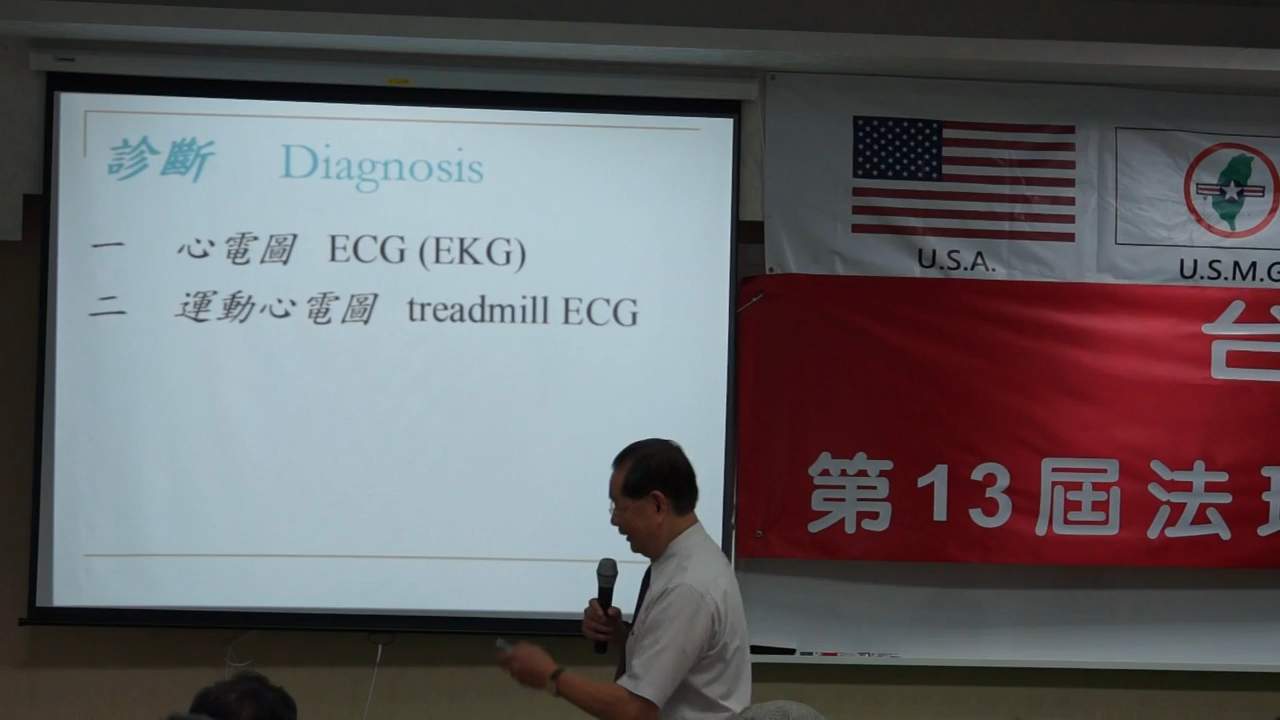 診斷 Diagnosis
一 心電圖 ECG (EKG)
二 運動心電圖 treadmill ECG
U.S.A.
U.S.M.G
台
第13屆法